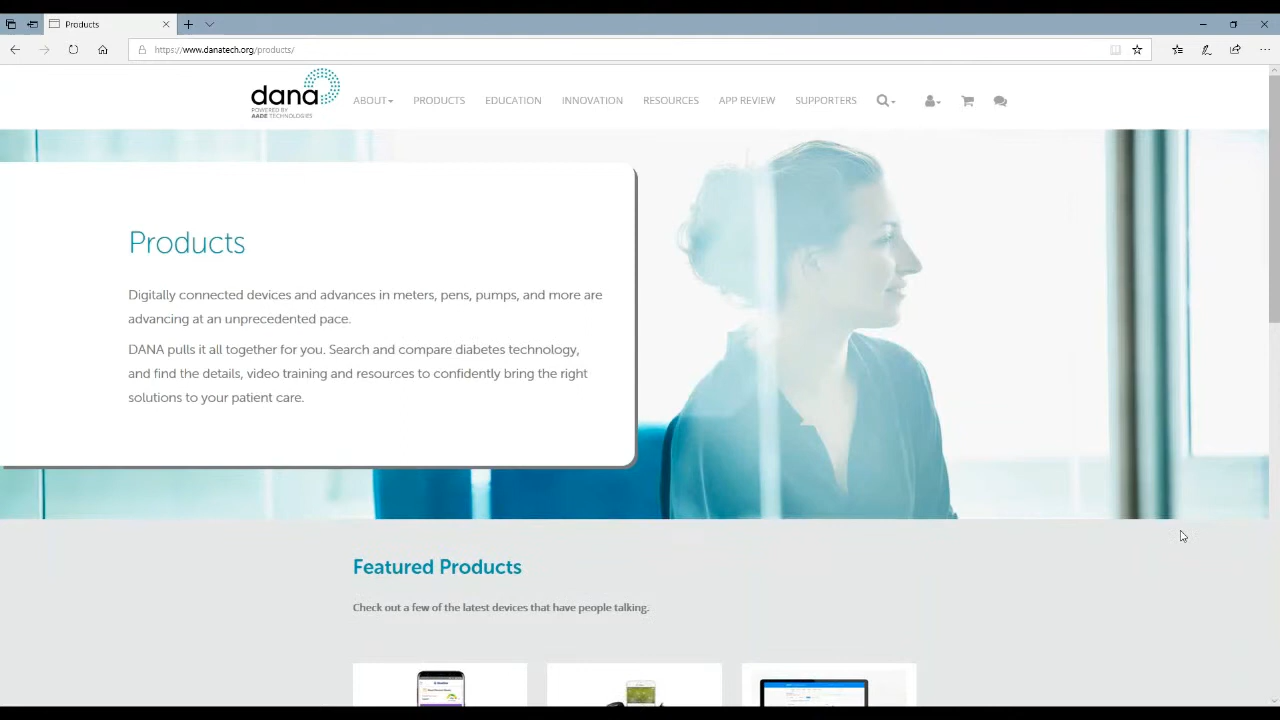 Products
https://www.danatech.org/products/
dana
POWERED BY
AADE TECHNOLOGIES
ABOUT
PRODUCTS
EDUCATION
INNOVATION
RESOURCES
APP REVIEW
SUPPORTERS
Products
Digitally connected devices and advances in meters, pens, pumps, and more are
advancing at an unprecedented pace.
DANA pulls it all together for you. Search and compare diabetes technology,
and find the details, video training and resources to confidently bring the right
solutions to your patient care.
Featured Products
Check out a few of the latest devices that have people talking.